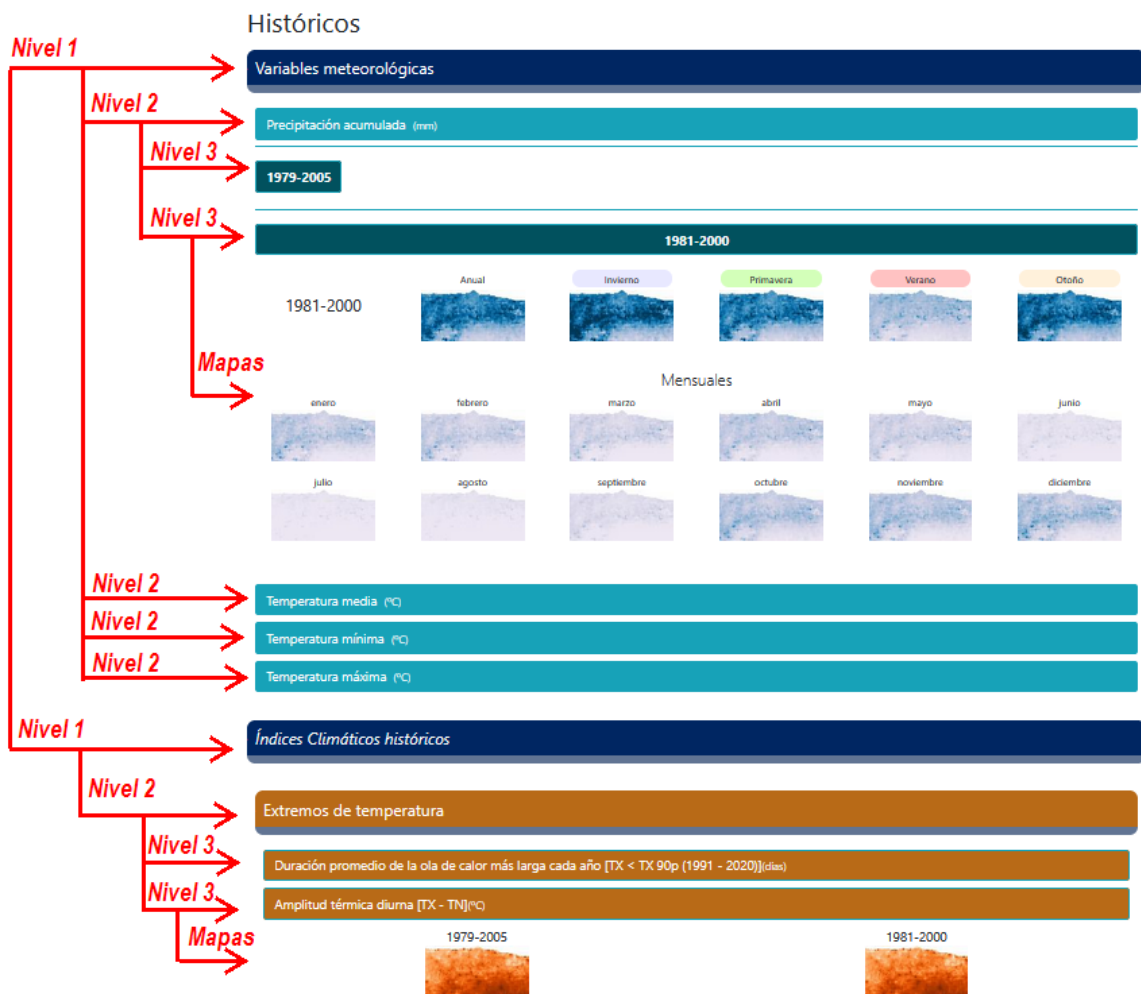 Históricos
Nivel 1
Variables meteorológicas
Nivel 2
Precipitación acumulada (mm)
Nivel 3
1979-2005
Nivel 3
1981-2000
Anual Invierno Primavera Verano Otoño
1981-2000
Mapas
Mensuales
enero febrero marzo abril mayo junio
julio agosto septiembre octubre noviembre diciembre
Nivel 2
Temperatura media (ºC)
Nivel 2
Temperatura mínima (ºC)
Nivel 2
Temperatura máxima (ºC)
Nivel 1
Índices Climáticos históricos
Nivel 2
Extremos de temperatura
Nivel 3
Duración promedio de la ola de calor más larga cada año [TX < TX 90p (1991 - 2020)](días)
Nivel 3
Amplitud térmica diurna [TX - TN](ºC)
Mapas
1979-2005 1981-2000